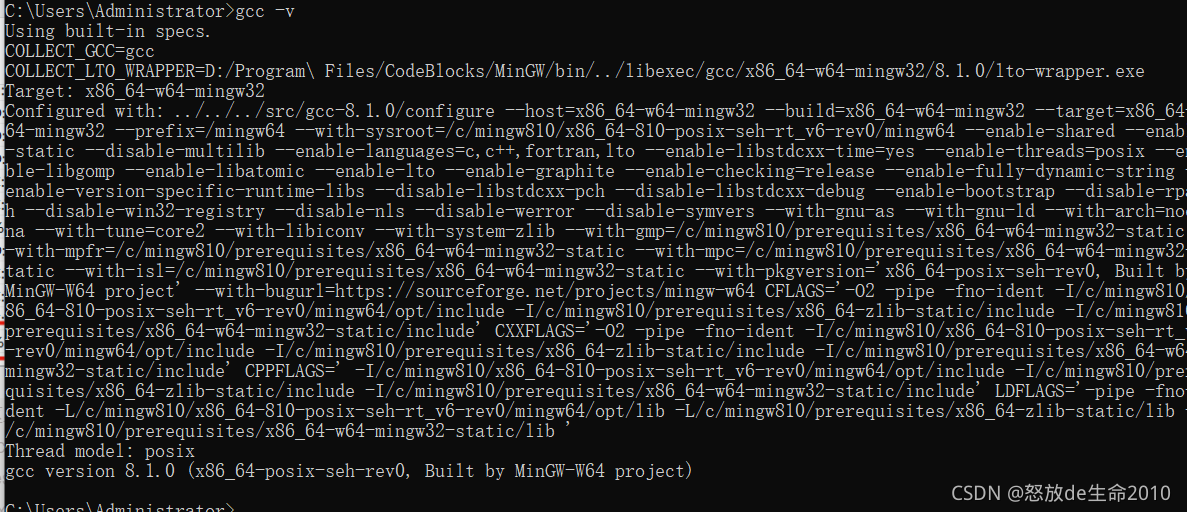 C:\Users\Administrator>gcc -v
Using built-in specs.
COLLECT_GCC=gcc
COLLECT_LTO_WRAPPER=D:/Program\ Files/CodeBlocks/MinGW/bin/../libexec/gcc/x86_64-w64-mingw32/8.1.0/lto-wrapper.exe
Target: x86_64-w64-mingw32
Configured with: ../../../src/gcc-8.1.0/configure --host=x86_64-w64-mingw32 --build=x86_64-w64-mingw32 --target=x86_64-
64-mingw32 --prefix=/mingw64 --with-sysroot=/c/mingw810/x86_64-810-posix-seh-rt_v6-rev0/mingw64 --enable-shared --enab
-static --disable-multilib --enable-languages=c,c++,fortran,lto --enable-libstdcxx-time=yes --enable-threads=posix --en
ble-libgomp --enable-libatomic --enable-lto --enable-graphite --enable-checking=release --enable-fully-dynamic-string -
enable-version-specific-runtime-libs --disable-libstdcxx-pch --disable-libstdcxx-debug --enable-bootstrap --disable-rpa
h --disable-win32-registry --disable-nls --disable-werror --disable-symvers --with-gnu-as --with-gnu-ld --with-arch=noc
na --with-tune=core2 --with-libiconv --with-system-zlib --with-gmp=/c/mingw810/prerequisites/x86_64-w64-mingw32-static
-with-mpfr=/c/mingw810/prerequisites/x86_64-w64-mingw32-static --with-mpc=/c/mingw810/prerequisites/x86_64-w64-mingw32-
tatic --with-isl=/c/mingw810/prerequisites/x86_64-w64-mingw32-static --with-pkgversion='x86_64-posix-seh-rev0, Built by
MinGW-W64 project' --with-bugurl=https://sourceforge.net/projects/mingw-w64 CFLAGS='-O2 -pipe -fno-ident -I/c/mingw810/
86_64-810-posix-seh-rt_v6-rev0/mingw64/opt/include -I/c/mingw810/prerequisites/x86_64-zlib-static/include -I/c/mingw810/
prerequisites/x86_64-w64-mingw32-static/include' CXXFLAGS='-O2 -pipe -fno-ident -I/c/mingw810/x86_64-810-posix-seh-rt_v
-rev0/mingw64/opt/include -I/c/mingw810/prerequisites/x86_64-zlib-static/include -I/c/mingw810/prerequisites/x86_64-w64
mingw32-static/include' CPPFLAGS=' -I/c/mingw810/x86_64-810-posix-seh-rt_v6-rev0/mingw64/opt/include -I/c/mingw810/prer
quisites/x86_64-zlib-static/include -I/c/mingw810/prerequisites/x86_64-w64-mingw32-static/include' LDFLAGS='-pipe -fno-
dent -L/c/mingw810/x86_64-810-posix-seh-rt_v6-rev0/mingw64/opt/lib -L/c/mingw810/prerequisites/x86_64-zlib-static/lib -
/c/mingw810/prerequisites/x86_64-w64-mingw32-static/lib '
Thread model: posix
gcc version 8.1.0 (x86_64-posix-seh-rev0, Built by MinGW-W64 project)
C:\Users\Administrator>
CSDN @怒放de生命2010